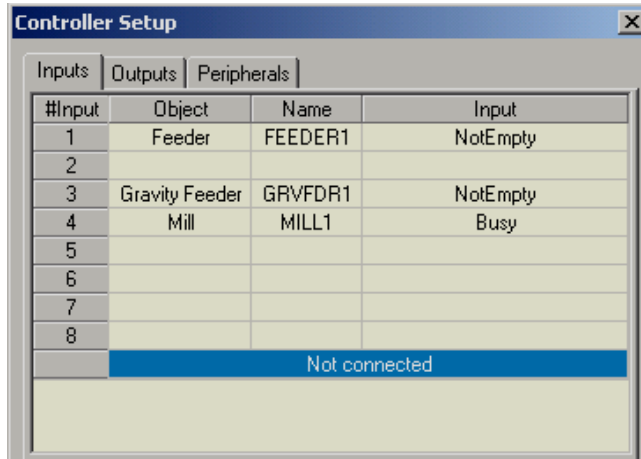 Controller Setup
Inputs Outputs Peripherals
#Input Object Name Input
1 Feeder FEEDER1 NotEmpty
2
3 Gravity Feeder GRVFDR1 NotEmpty
4 Mill MILL1 Busy
5
6
7
8
Not connected